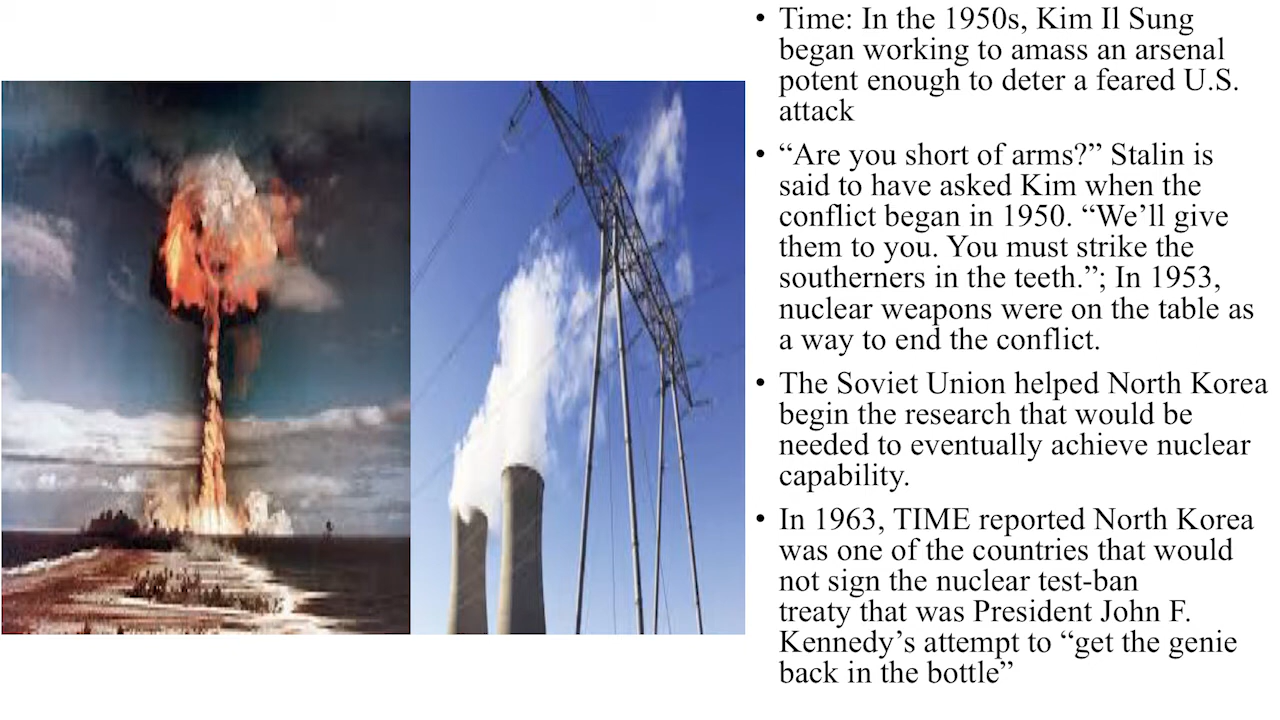 • Time: In the 1950s, Kim Il Sung
began working to amass an arsenal
potent enough to deter a feared U.S.
attack
• “Are you short of arms?” Stalin is
said to have asked Kim when the
conflict began in 1950. “We’ll give
them to you. You must strike the
southerners in the teeth.”; In 1953,
nuclear weapons were on the table as
a way to end the conflict.
• The Soviet Union helped North Korea
begin the research that would be
needed to eventually achieve nuclear
capability.
• In 1963, TIME reported North Korea
was one of the countries that would
not sign the nuclear test-ban
treaty that was President John F.
Kennedy’s attempt to “get the genie
back in the bottle”